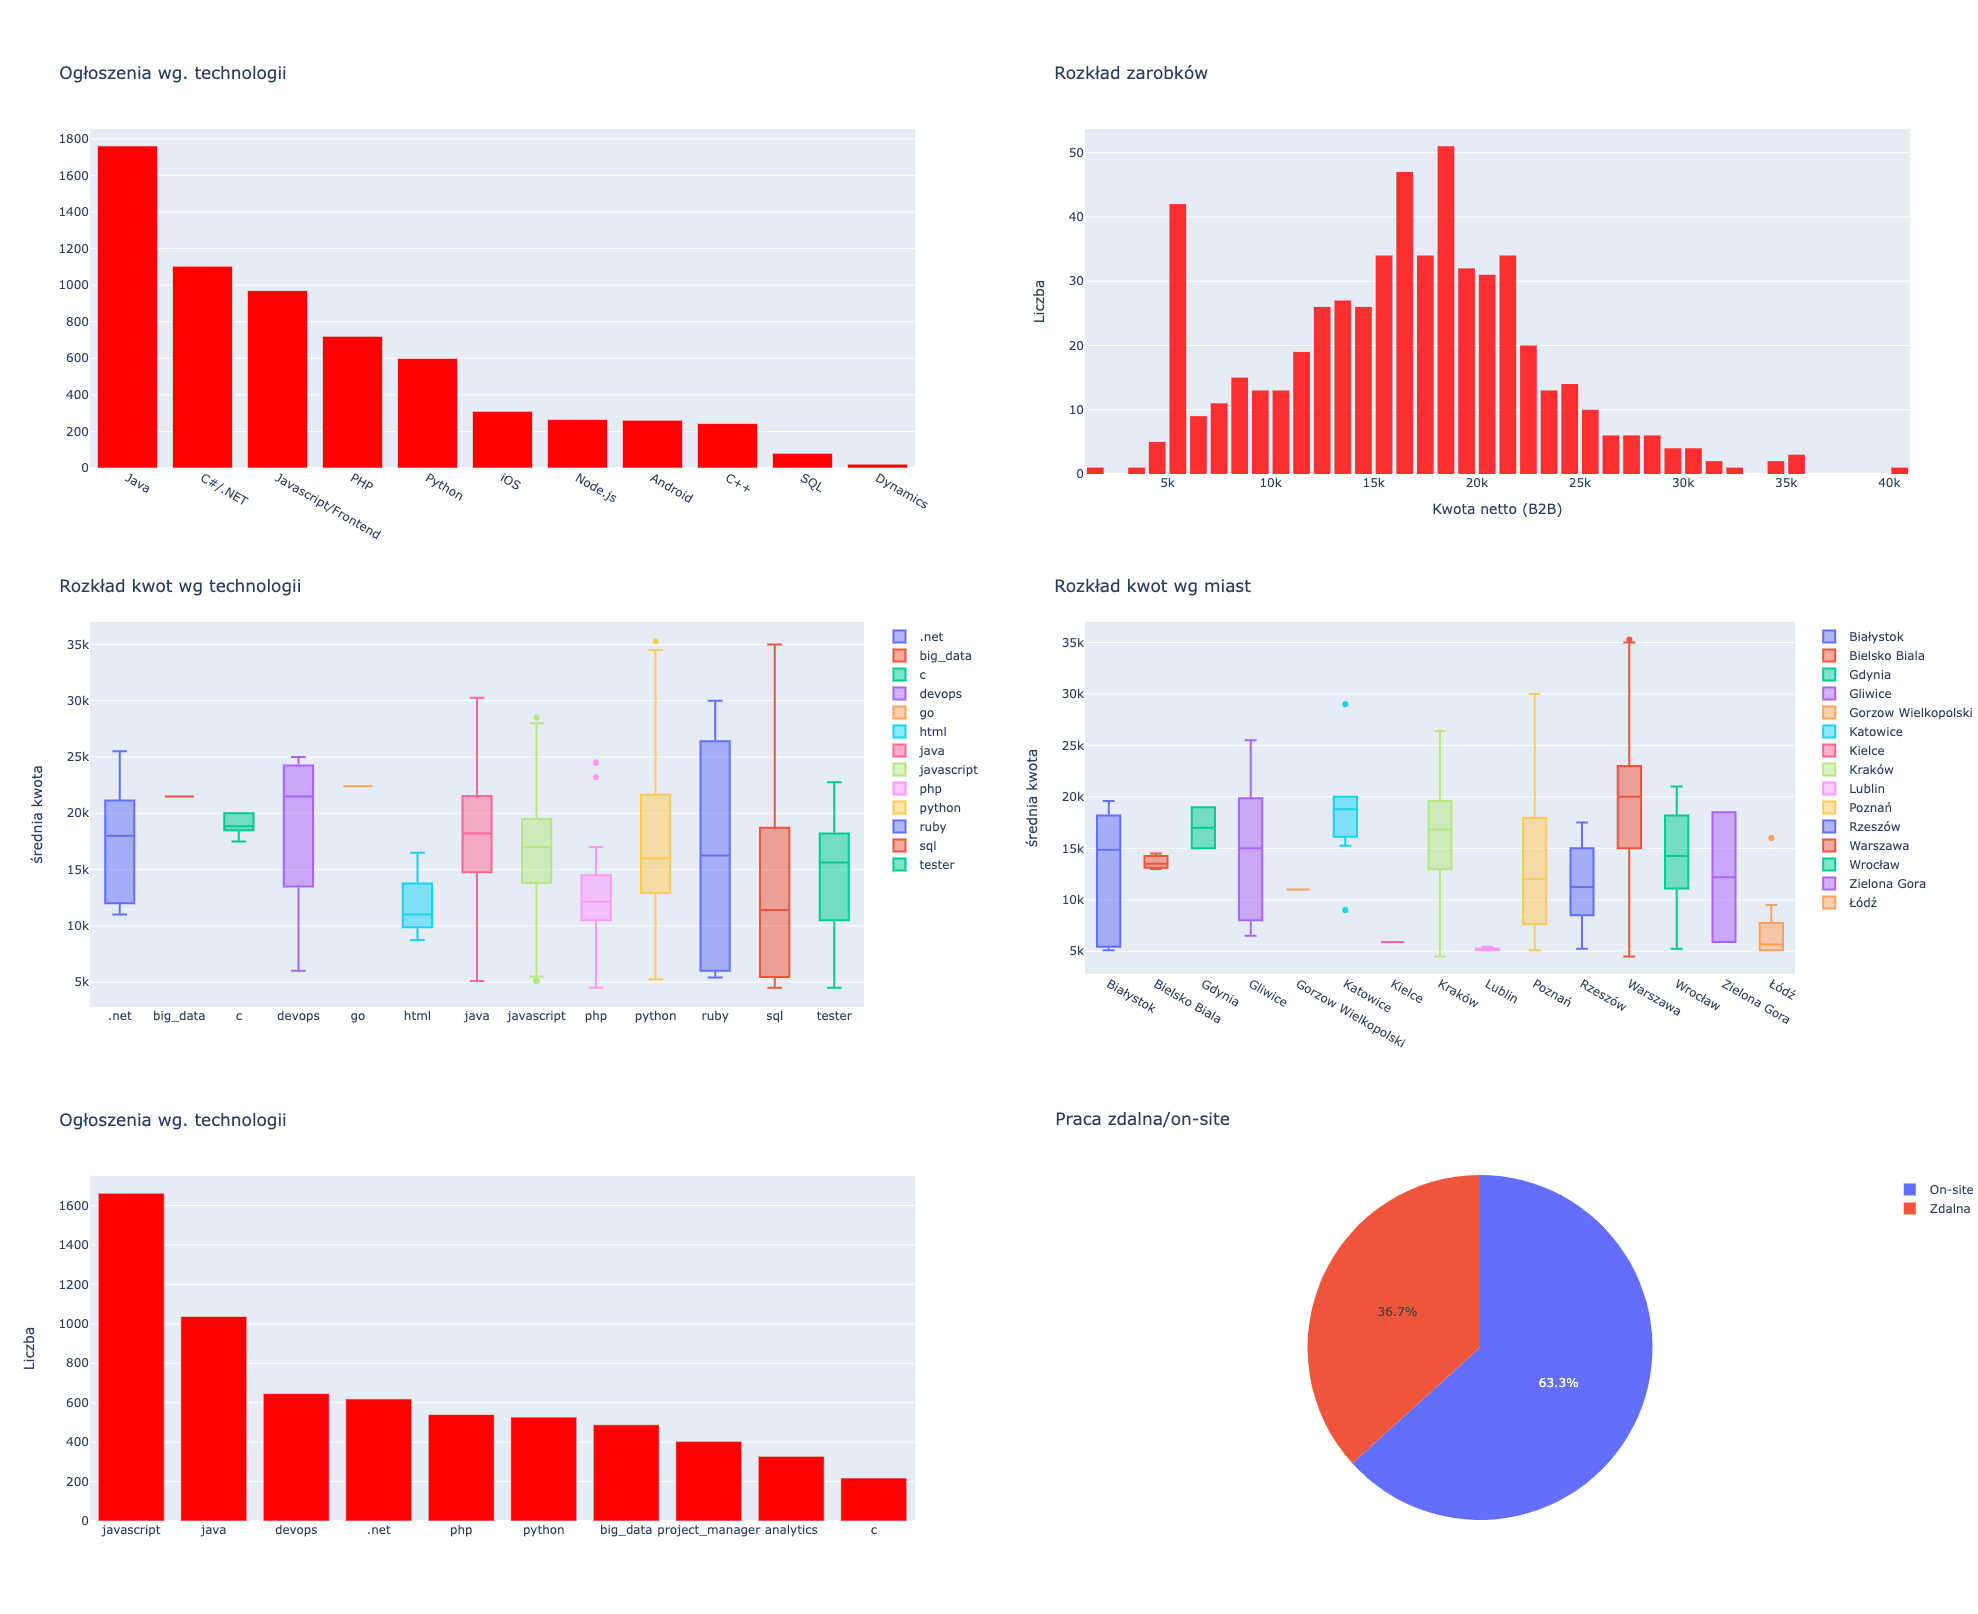 Ogłoszenia wg. technologii
1800
1600
1400
1200
1000
800
600
400
200
0
Java
C#/.NET
Javascript/Frontend
PHP
Python
iOS
Node.js
Android
C++
SQL
Dynamics
Rozkład zarobków
Liczba
50
40
30
20
10
0
5k
10k
15k
20k
25k
30k
35k
40k
Kwota netto (B2B)
Rozkład kwot wg technologii
średnia kwota
35k
30k
25k
20k
15k
10k
5k
.net
big_data
c
devops
go
html
java
javascript
php
python
ruby
sql
tester
.net
big_data
c
devops
go
html
java
javascript
php
python
ruby
sql
tester
Rozkład kwot wg miast
średnia kwota
35k
30k
25k
20k
15k
10k
5k
Białystok
Bielsko Biala
Gdynia
Gliwice
Gorzow Wielkopolski
Katowice
Kielce
Kraków
Lublin
Poznań
Rzeszów
Warszawa
Wrocław
Zielona Gora
Łódź
Białystok
Bielsko Biala
Gdynia
Gliwice
Gorzow Wielkopolski
Katowice
Kielce
Kraków
Lublin
Poznań
Rzeszów
Warszawa
Wrocław
Zielona Gora
Łódź
Ogłoszenia wg. technologii
Liczba
1600
1400
1200
1000
800
600
400
200
0
javascript
java
devops
.net
php
python
big_data
project_manager
analytics
c
Praca zdalna/on-site
36.7%
63.3%
On-site
Zdalna